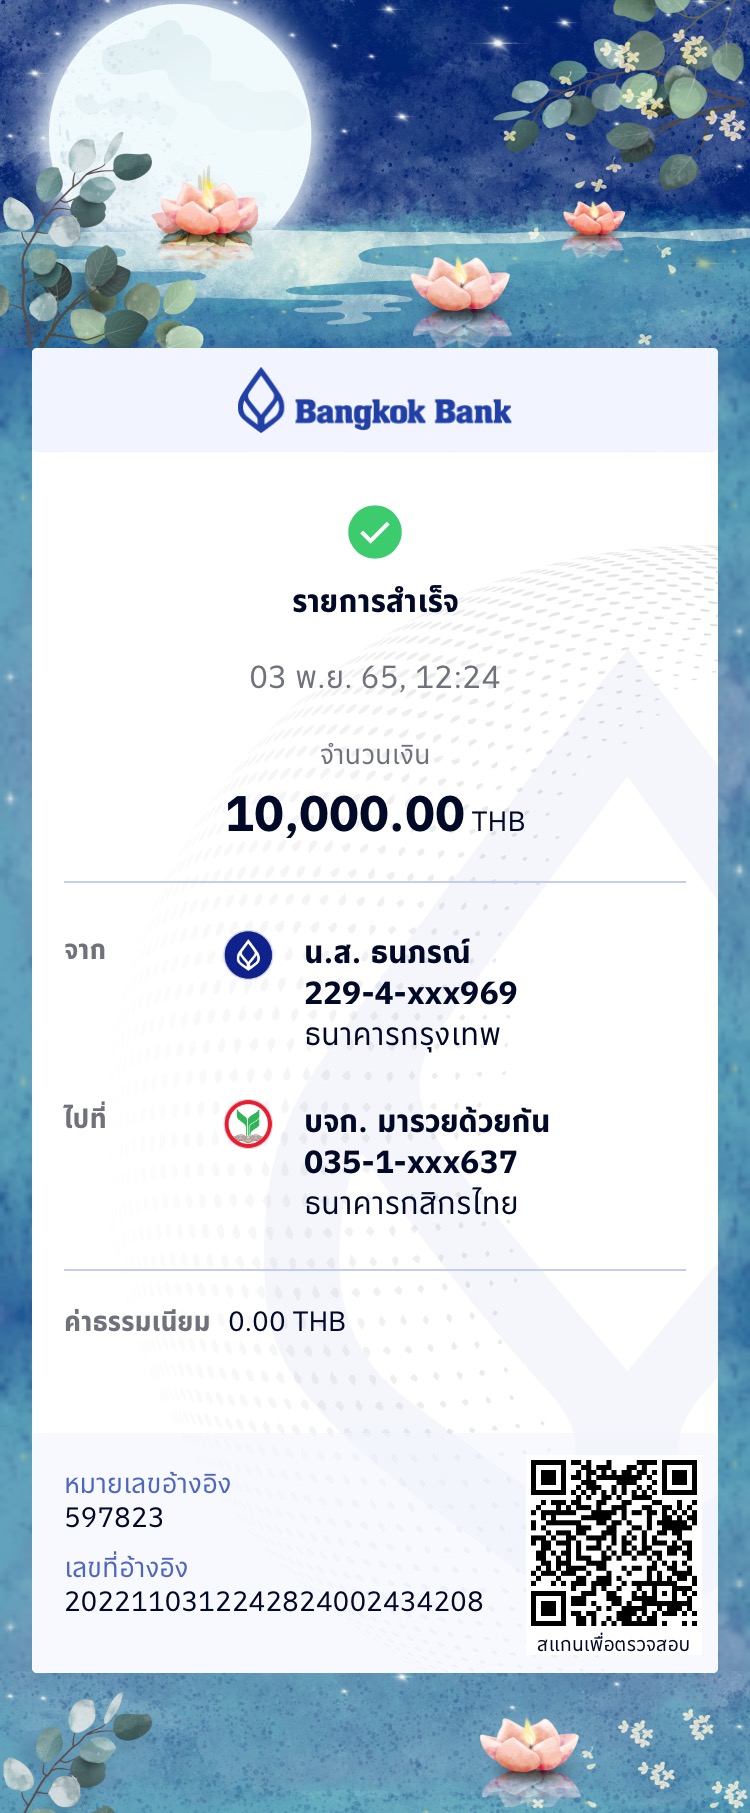 Bangkok Bank
รายการสำเร็จ
03 พ.ย. 65, 12:24
จำนวนเงิน
10,000.00 THB
จาก
น.ส. ธนภรณ์
229-4-xxx969
ธนาคารกรุงเทพ
ไปที่
บจก. มารวยด้วยกัน
035-1-xxx637
ธนาคารกสิกรไทย
ค่าธรรมเนียม 0.00 THB
หมายเลขอ้างอิง
597823
เลขที่อ้างอิง
2022110312242824002434208
สแกนเพื่อตรวจสอบ